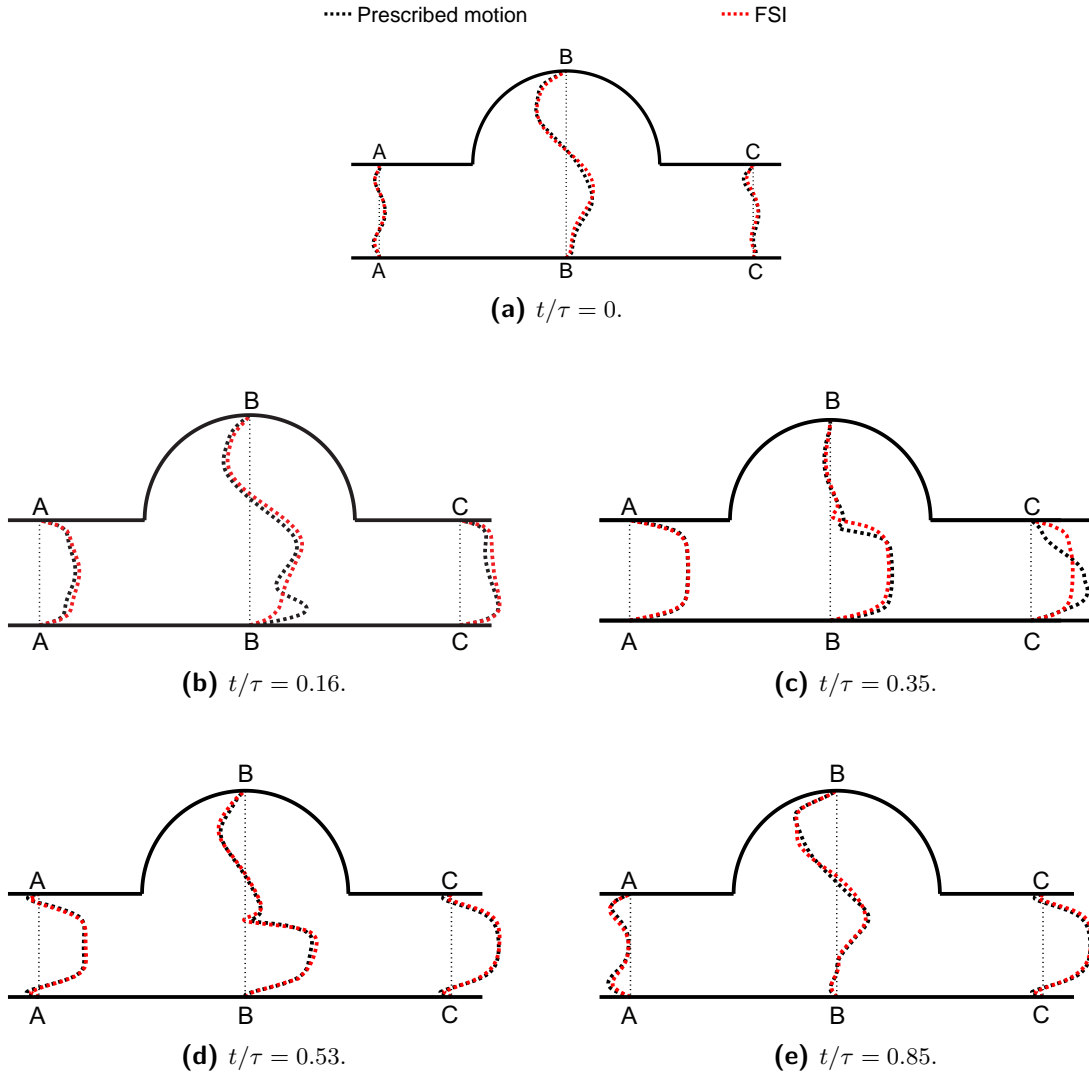 Prescribed motion FSI
B
A C
A B C
(a) t/τ = 0.
B B
A C A C
A B C A B C
(b) t/τ = 0.16. (c) t/τ = 0.35.
B B
A C A C
A B C A B C
(d) t/τ = 0.53. (e) t/τ = 0.85.